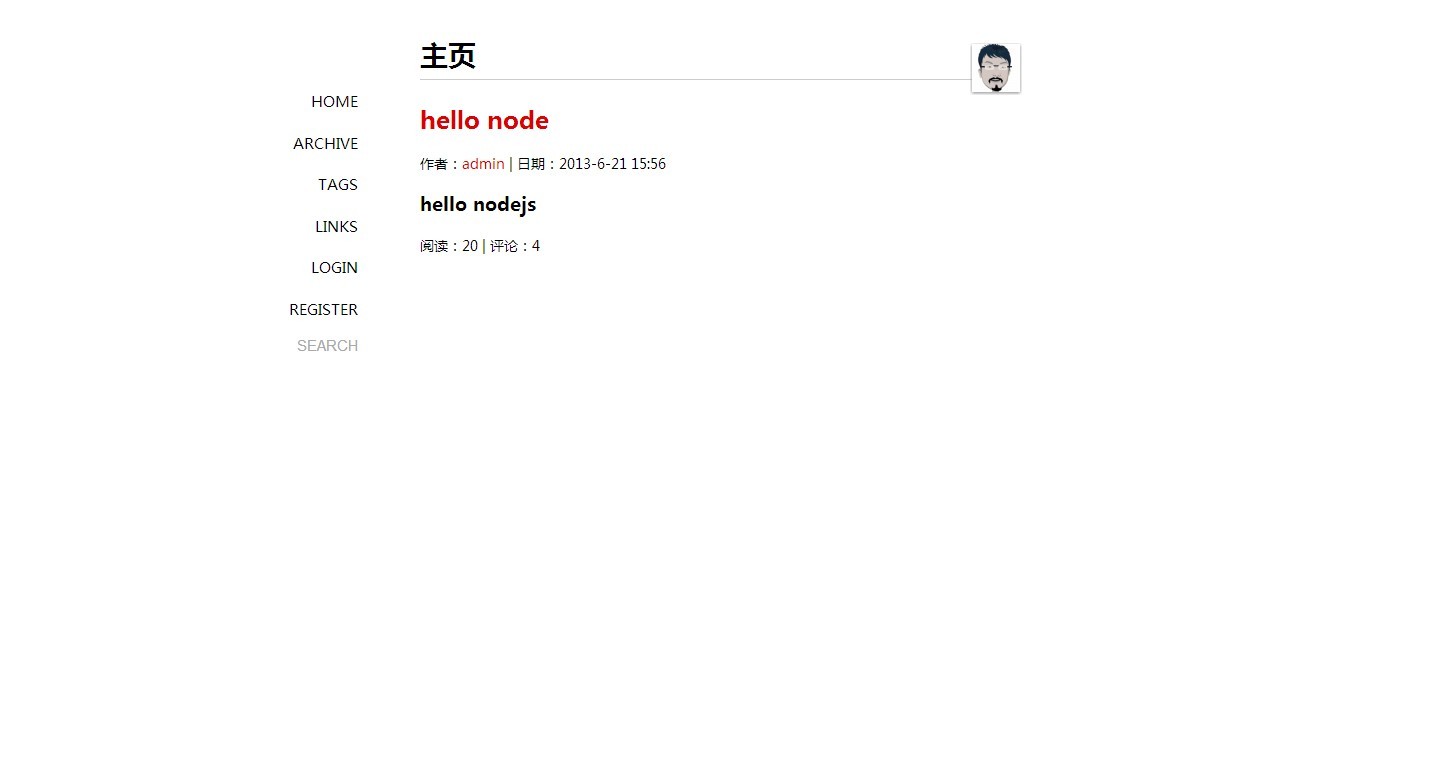 主页
HOME
ARCHIVE
TAGS
LINKS
LOGIN
REGISTER
SEARCH
hello node
作者：admin | 日期：2013-6-21 15:56
hello nodejs
阅读：20 | 评论：4